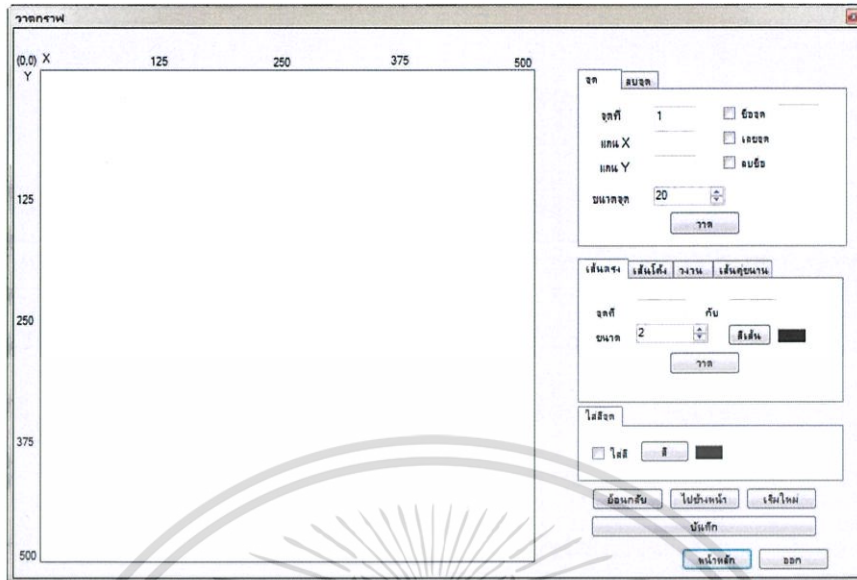 วาดกราฟ
(0,0) X 125 250 375 500
Y
125
250
375
500
จุด ลบจุด
จุดที่ 1 ชื่อจุด
แกน X เลขจุด
แกน Y ลบชื่อ
ขนาดจุด 20
วาด
เส้นตรง เส้นโค้ง วงวน เส้นคู่ขนาน
จุดที่ กับ
ขนาด 2 สีเส้น
วาด
ใส่สีจุด
ใส่สี สี
ย้อนกลับ ไปข้างหน้า เริ่มใหม่
บันทึก
หน้าหลัก ออก